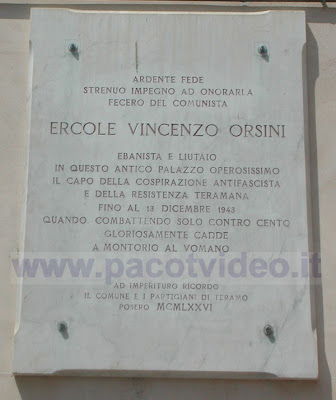 ARDENTE FEDE
STRENUO IMPEGNO AD ONORARLA
FECERO DEL COMUNISTA
ERCOLE VINCENZO ORSINI
EBANISTA E LIUTAIO
IN QUESTO ANTICO PALAZZO OPEROSISSIMO
IL CAPO DELLA COSPIRAZIONE ANTIFASCISTA
E DELLA RESISTENZA TERAMANA
FINO AL 13 DICEMBRE 1943
QUANDO, COMBATTENDO SOLO CONTRO CENTO
GLORIOSAMENTE CADDE
A MONTORIO AL VOMANO
www.pacotvideo.it
AD IMPERITURO RICORDO
IL COMUNE E I PARTIGIANI DI TERAMO
POSERO MCMLXXVI